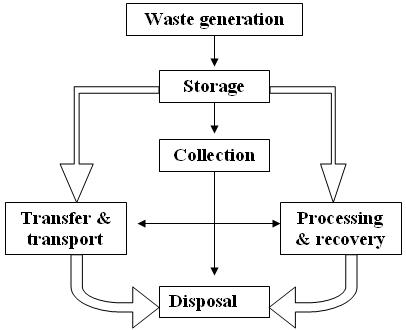 Waste generation
Storage
Collection
Transfer &
transport
Processing
& recovery
Disposal